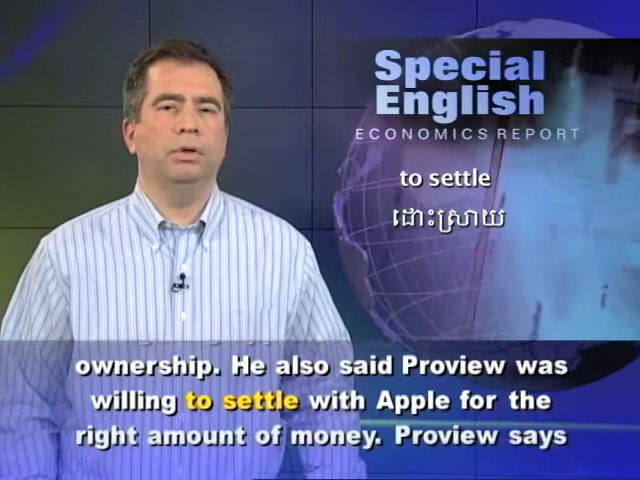 Special
English
ECONOMICS REPORT
to settle
ដោះស្រាយ
ownership. He also said Proview was
willing to settle with Apple for the
right amount of money. Proview says